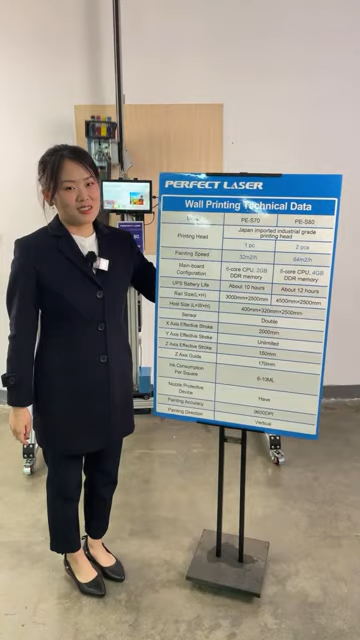 PERFECT LASER
Wall Printing Technical Data
PE-S70 PE-S80
Printing Head Japan imported industrial grade
printing head
1 pc 2 pcs
Painting Speed 32m2/h 64m2/h
Main-board
Configuration
6-core CPU, 2GB
DDR memory
6-core CPU, 4GB
DDR memory
UPS Battery Life About 10 hours About 12 hours
Rail Size(L×H) 3000mm×2500mm 4500mm×2500mm
Host Size (L×W×H) 400mm×320mm×2500mm
Sensor Double
X Axis Effective Stroke 2000mm
Y Axis Effective Stroke Unlimited
Z Axis Effective Stroke 150mm
Z Axis Guide 170mm
Ink Consumption
Per Square
6-10ML
Nozzle Protective
Device
Have
Painting Accuracy 9600DPI
Painting Direction Vertical